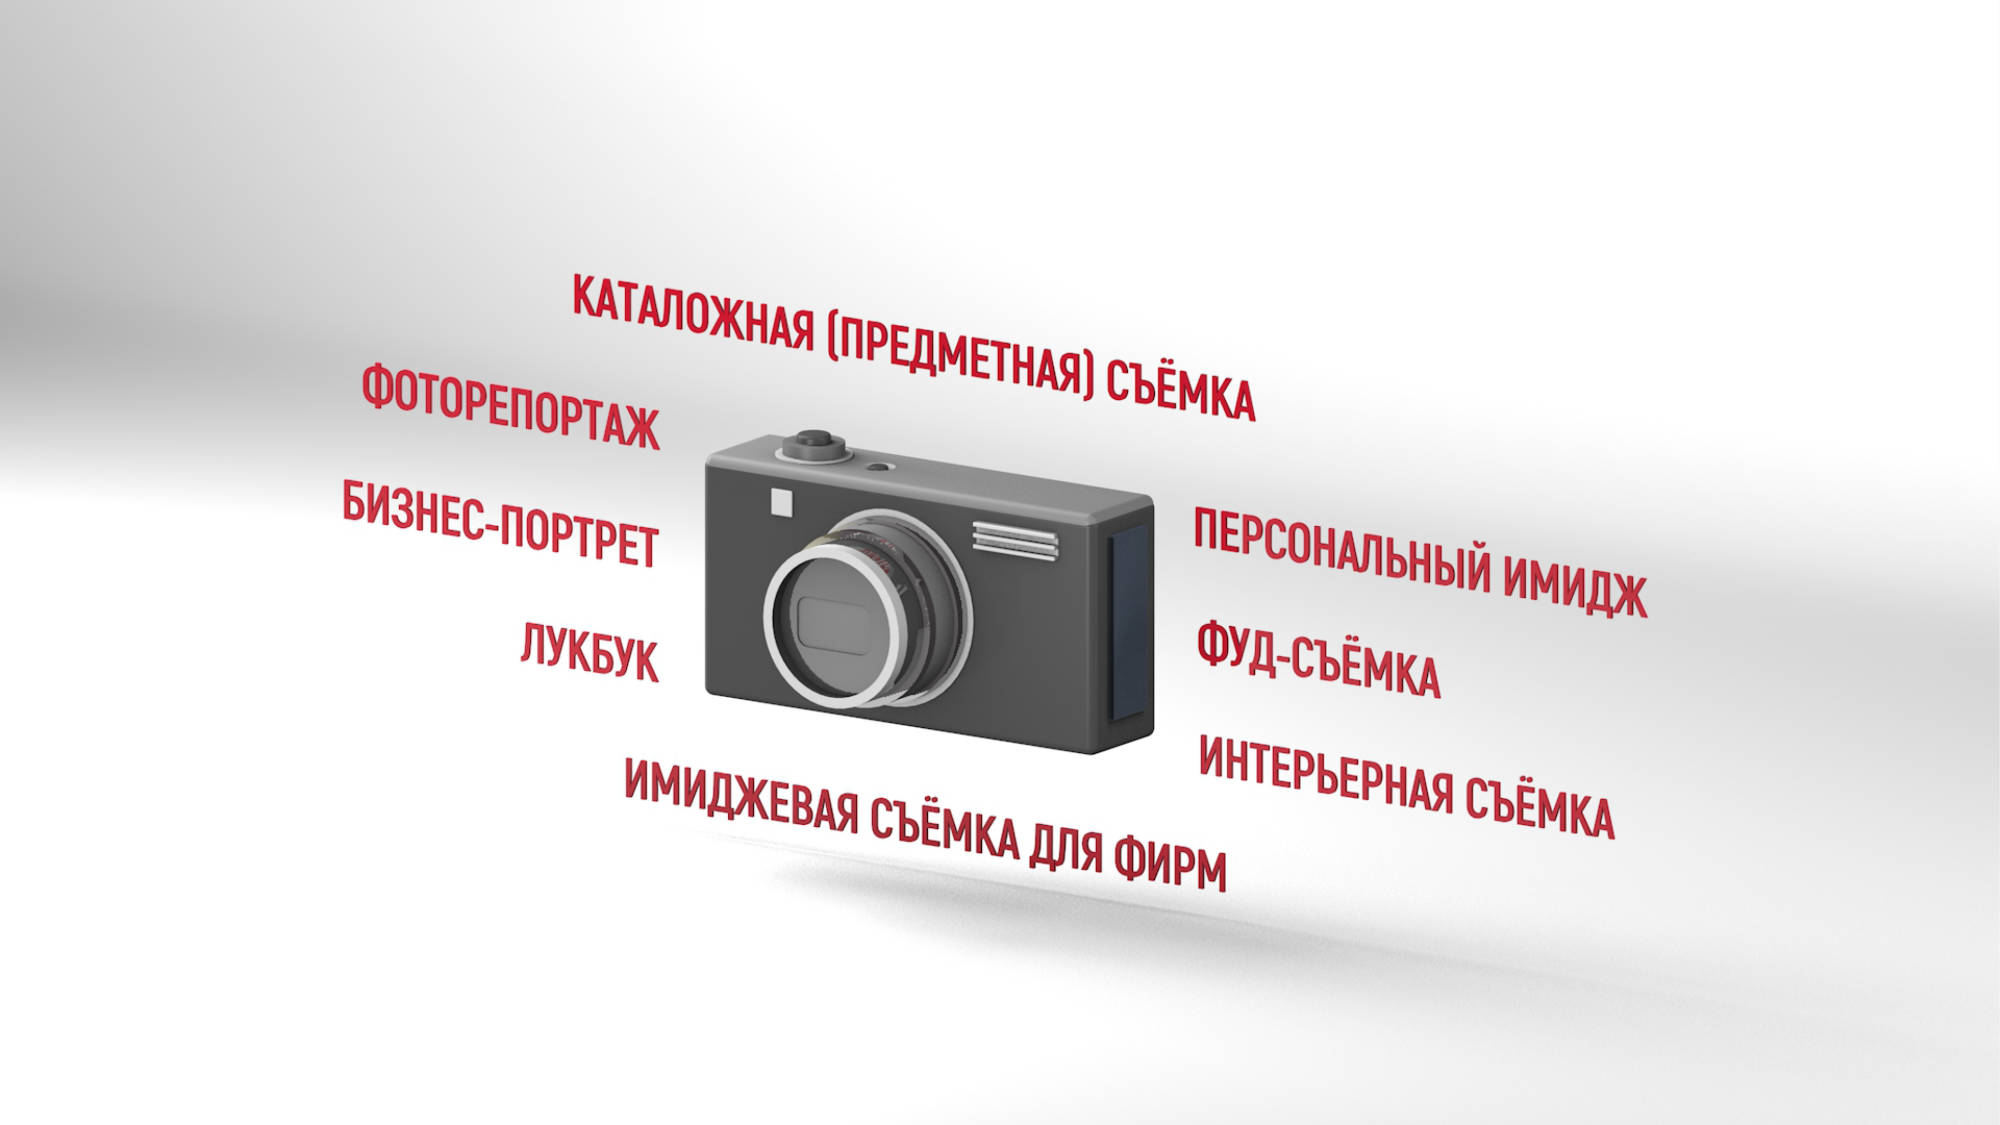 КАТАЛОЖНАЯ (ПРЕДМЕТНАЯ) СЪЁМКА
ФОТОРЕПОРТАЖ
БИЗНЕС-ПОРТРЕТ
ЛУКБУК
ПЕРСОНАЛЬНЫЙ ИМИДЖ
ФУД-СЪЁМКА
ИНТЕРЬЕРНАЯ СЪЁМКА
ИМИДЖЕВАЯ СЪЁМКА ДЛЯ ФИРМ